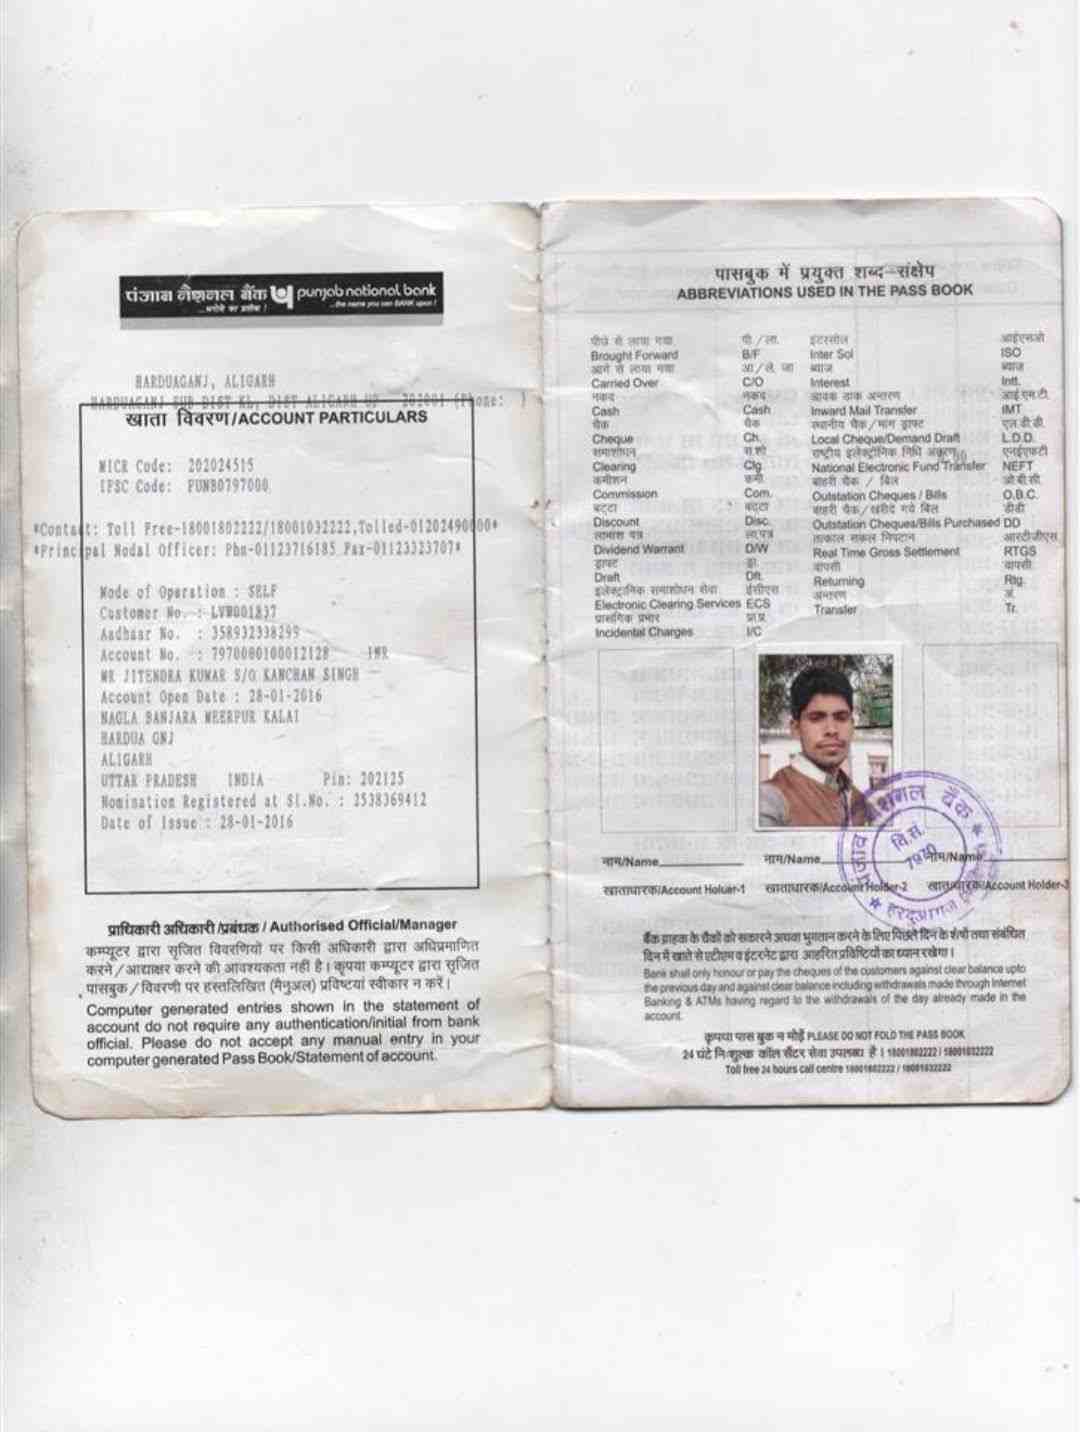 पंजाब नैशनल बैंक punjab national bank
...भरोसे का प्रतीक ! ...the name you can BANK upon !
HARDUAGANJ, ALIGARH
HARDUAGANJ SUB DIST KL, DIST ALIGARH UP 202001 (Phone: )
खाता विवरण/ACCOUNT PARTICULARS
MICR Code: 202024515
IFSC Code: PUNB0797000
*Contact: Toll Free-18001802222/18001032222,Tolled-01202490000*
*Principal Nodal Officer: Phn-01123716185 Fax-01123323707*
Mode of Operation : SELF
Customer No. : LVW001837
Aadhaar No. : 358932338299
Account No. : 7970000100012128 INR
MR JITENDRA KUMAR S/O KANCHAN SINGH
Account Open Date : 28-01-2016
NAGLA BANJARA MEERPUR KALAI
HARDUA GNJ
ALIGARH
UTTAR PRADESH INDIA Pin: 202125
Nomination Registered at Sl.No. : 2538369412
Date of Issue : 28-01-2016
प्राधिकारी अधिकारी/प्रबंधक / Authorised Official/Manager
कम्प्यूटर द्वारा सृजित विवरणियों पर किसी अधिकारी द्वारा अधिप्रमाणित
करने/आद्यक्षर करने की आवश्यकता नहीं है। कृपया कम्प्यूटर द्वारा सृजित
पासबुक/विवरणी पर हस्तलिखित (मैनुअल) प्रविष्टयां स्वीकार न करें।
Computer generated entries shown in the statement of
account do not require any authentication/initial from bank
official. Please do not accept any manual entry in your
computer generated Pass Book/Statement of account.
पासबुक में प्रयुक्त शब्द-संक्षेप
ABBREVIATIONS USED IN THE PASS BOOK
पीछे से लाया गया पी./ला. इंटरसोल आईएसओ
Brought Forward B/F Inter Sol ISO
आगे से लाया गया आ/ले. जा ब्याज ब्याज
Carried Over C/O Interest Intt.
नकद नकद आवक डाक अन्तरण आई.एम.टी.
Cash Cash Inward Mail Transfer IMT
चैक चैक स्थानीय चैक/मांग ड्राफ्ट एल.डी.डी.
Cheque Ch. Local Cheque/Demand Draft L.D.D.
समाशोधन स.शो राष्ट्रीय इलेक्ट्रोनिक निधि अन्तरण एनईएफटी
Clearing Clg. National Electronic Fund Transfer NEFT
कमीशन कमी. बाहरी चैक / बिल ओ.बी.सी.
Commission Com. Outstation Cheques / Bills O.B.C.
बट्टा बट्टा बाहरी चैक/खरीदे गये बिल डीडी
Discount Disc. Outstation Cheques/Bills Purchased DD
लाभांश पत्र ला.पत्र तत्काल सकल निपटान आरटीजीएस
Dividend Warrant D/W Real Time Gross Settlement RTGS
ड्राफ्ट ड्रा. वापसी वापसी
Draft Dft. Returning Rtg.
इलेक्ट्रानिक समाशोधन सेवा ईसीएस अन्तरण अं.
Electronic Clearing Services ECS Transfer Tr.
प्रासंगिक प्रभार प्रा.प्र.
Incidental Charges I/C
पंजाब नैशनल बैंक
वि.सं.
7970
हरदुआगंज
नाम/Name नाम/Name नाम/Name
खाताधारक/Account Holder-1 खाताधारक/Account Holder-2 खाताधारक/Account Holder-3
बैंक ग्राहक के चैकों को सकारने अथवा भुगतान करने के लिए पिछले दिन के शेषों तथा संबंधित
दिन में खाते से एटीएम व इंटरनेट द्वारा आहरित प्रविष्टियों का ध्यान रखेगा।
Bank shall only honour or pay the cheques of the customers against clear balance upto
the previous day and against clear balance including withdrawals made through Internet
Banking & ATMs having regard to the withdrawals of the day already made in the
account.
कृपया पास बुक न मोड़ें PLEASE DO NOT FOLD THE PASS BOOK
24 घंटे निःशुल्क कॉल सैंटर सेवा उपलब्ध है। 18001802222 / 18001032222
Toll free 24 hours call centre 18001802222 / 18001032222